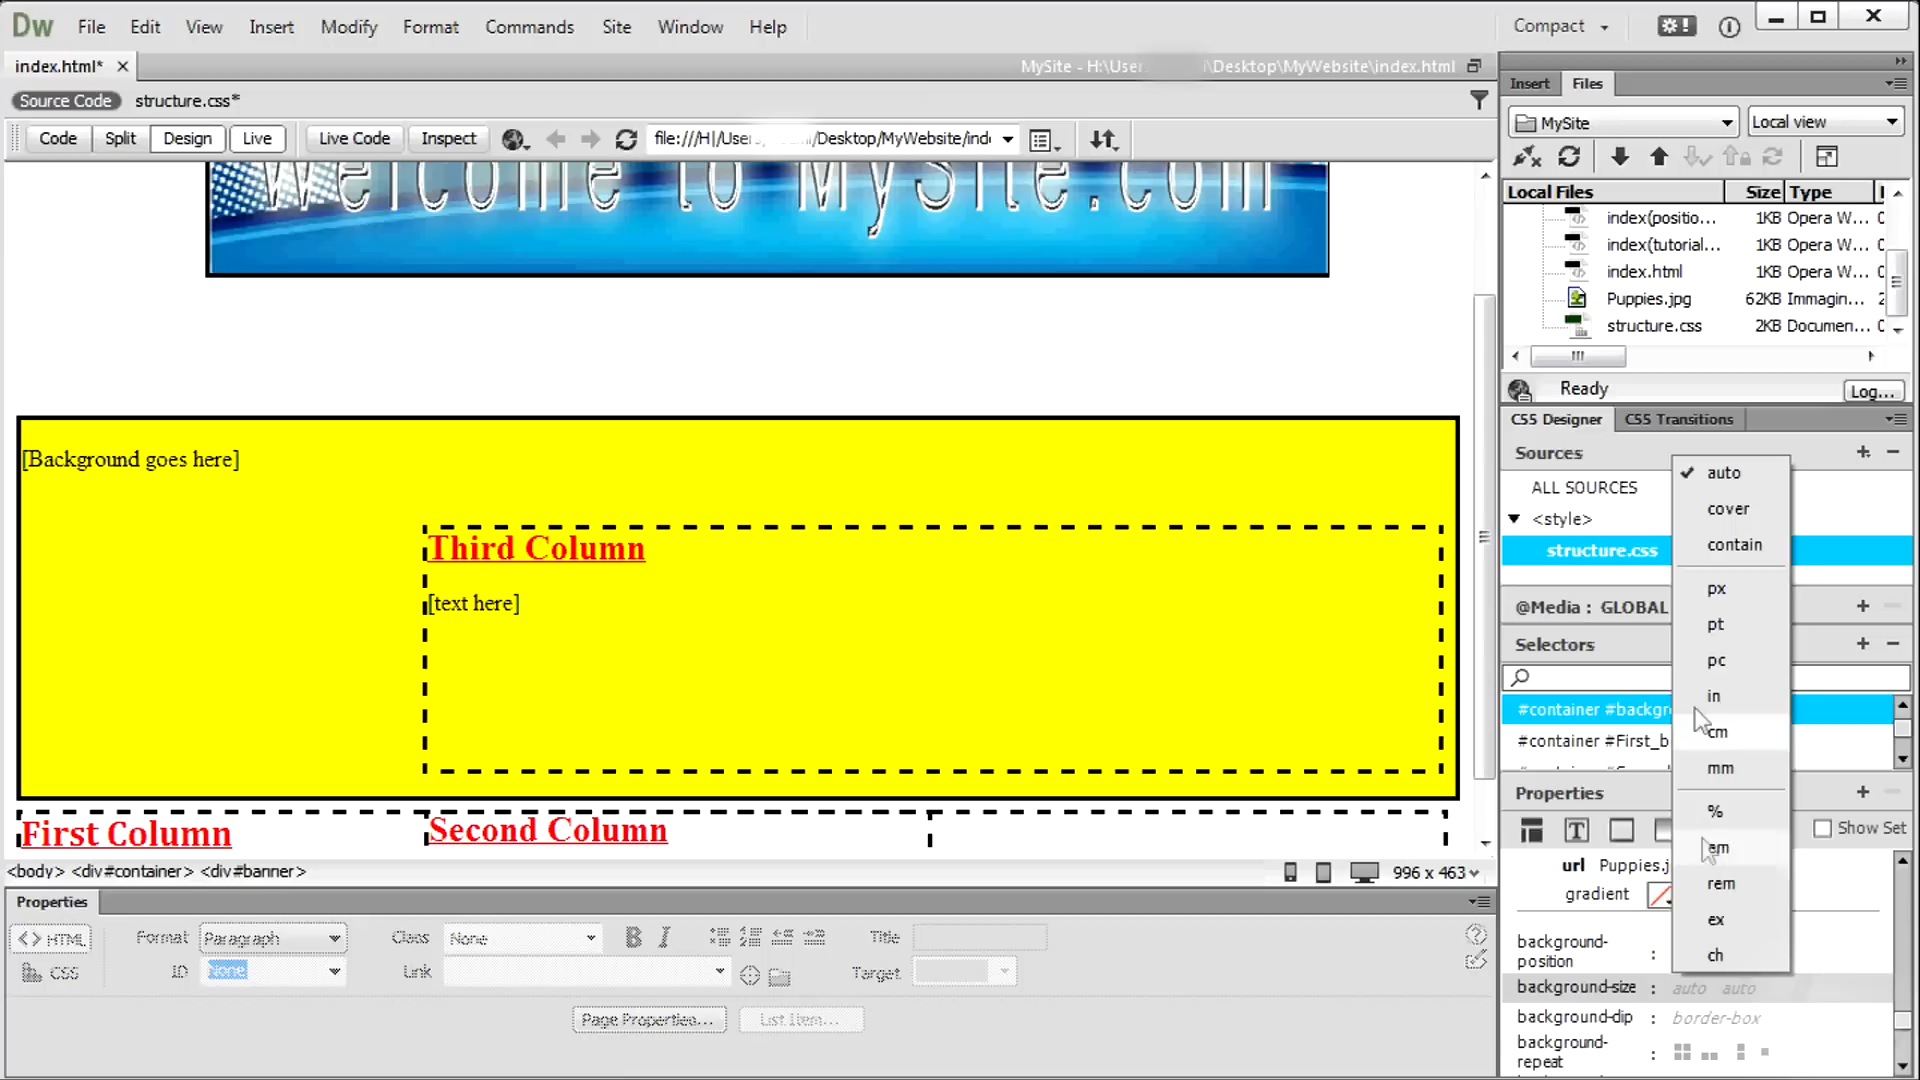 Dw File Edit View Insert Modify Format Commands Site Window Help Compact
index.html*
MySite - H:\User \Desktop\MyWebsite\index.html
Source Code structure.css*
Code Split Design Live Live Code Inspect file:///H|/Users, /Desktop/MyWebsite/inde
Welcome to MySite.com
[Background goes here]
Third Column
[text here]
First Column
Second Column
<body> <div#container> <div#banner>
996 x 463
Properties
<> HTML Format Paragraph Class None B I Title
CSS ID None Link Target
Page Properties... List Item...
Insert Files
MySite Local view
Local Files Size Type
index(positio... 1KB Opera W...
index(tutorial... 1KB Opera W...
index.html 1KB Opera W...
Puppies.jpg 62KB Immagin...
structure.css 2KB Documen...
Ready Log...
CSS Designer CSS Transitions
Sources
ALL SOURCES
<style>
structure.css
@Media : GLOBAL
Selectors
#container #backgr
#container #First_b
Properties
Show Set
url Puppies.j
gradient
background-
position :
background-size : auto auto
background-clip : border-box
background-
repeat :
auto
cover
contain
px
pt
pc
in
cm
mm
%
em
rem
ex
ch